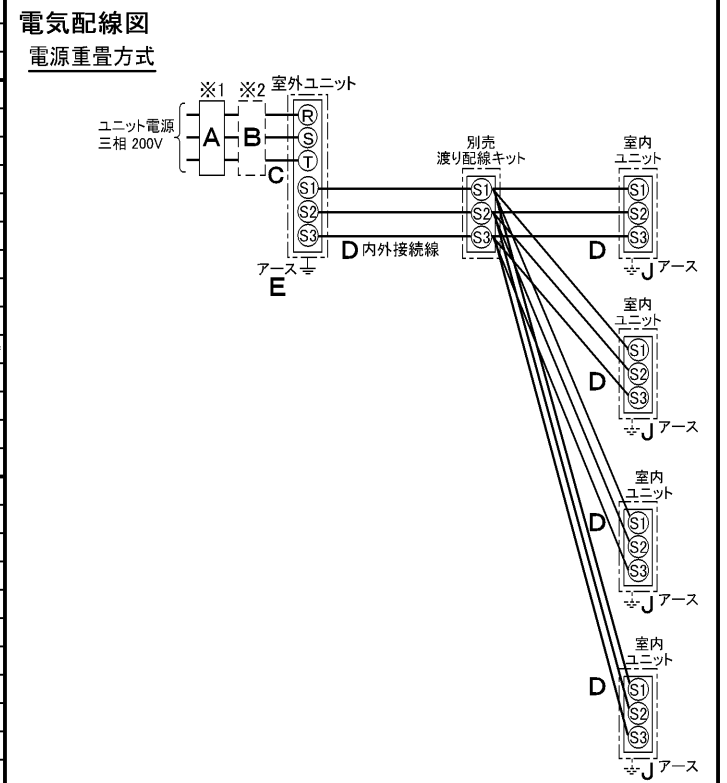 電気配線図
電源重畳方式
※1
※2
室外ユニット
ユニット電源
三相 200V
A
B
C
R
S
T
S1
S2
S3
アース
E
D 内外接続線
別売
渡り配線キット
S1
S2
S3
室内
ユニット
S1
S2
S3
D
J アース
室内
ユニット
S1
S2
S3
D
J アース
室内
ユニット
S1
S2
S3
D
J アース
室内
ユニット
S1
S2
S3
D
J アース